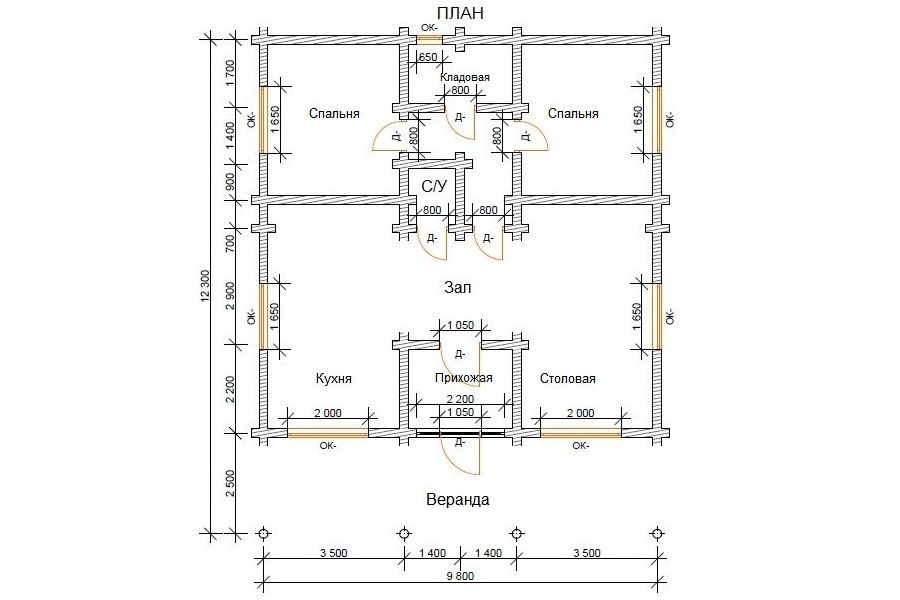 ПЛАН
ОК-
650
Кладовая
800
Д-
1 700
1 400
900
700
2 900
2 200
2 500
12 300
ОК-
1 650
Спальня
Д-
800
800
Д-
Спальня
1 650
ОК-
С/У
800
800
Д-
Д-
Зал
ОК-
1 650
1 650
ОК-
1 050
Д-
Кухня
Прихожая
Столовая
2 200
2 000
1 050
2 000
ОК-
Д-
ОК-
Веранда
3 500
1 400
1 400
3 500
9 800